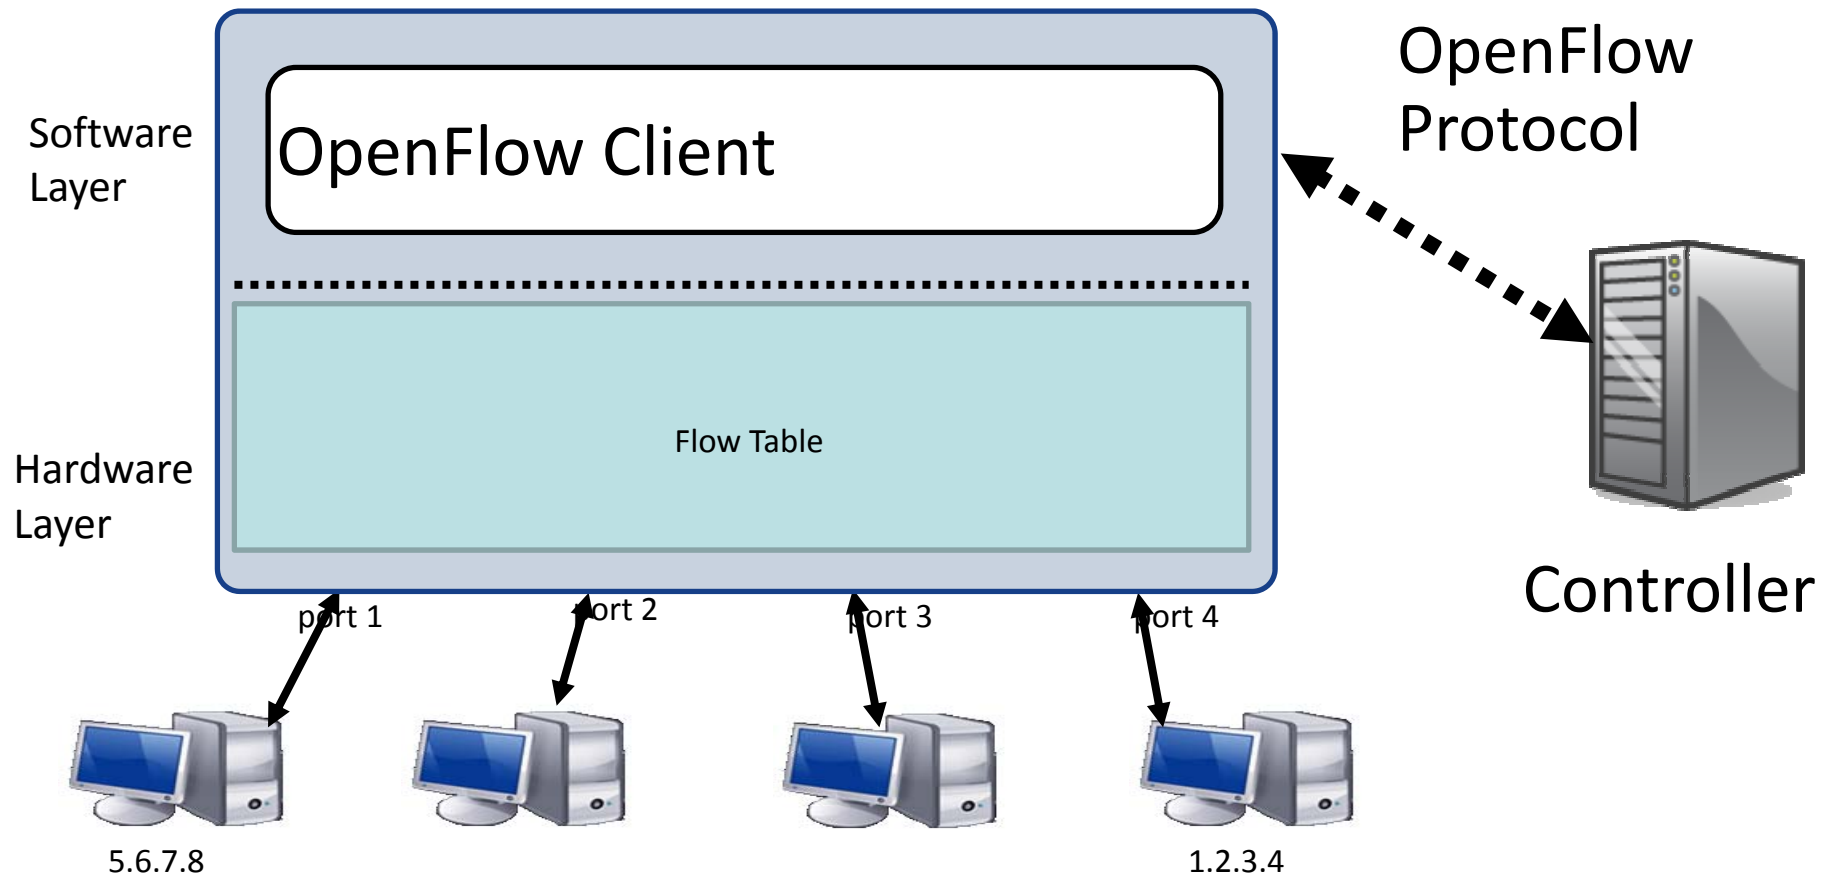 OpenFlow
Protocol
Software
Layer
OpenFlow Client
Flow Table
Hardware
Layer
Controller
port 1
port 2
port 3
port 4
5.6.7.8
1.2.3.4